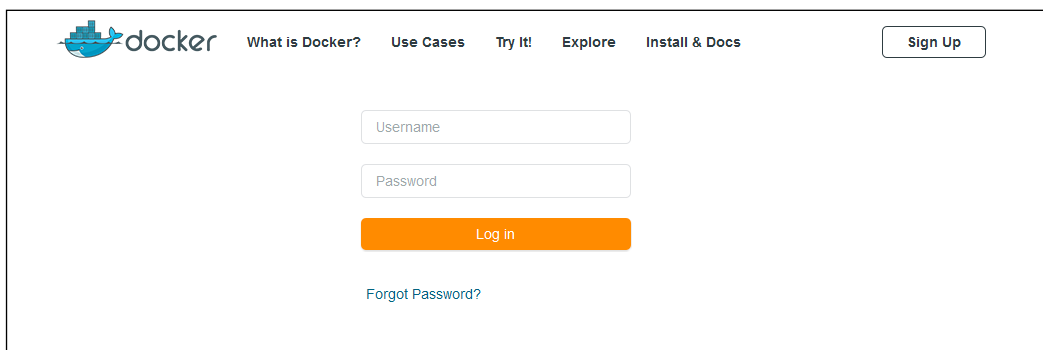 docker What is Docker? Use Cases Try It! Explore Install & Docs Sign Up
Username
Password
Log in
Forgot Password?